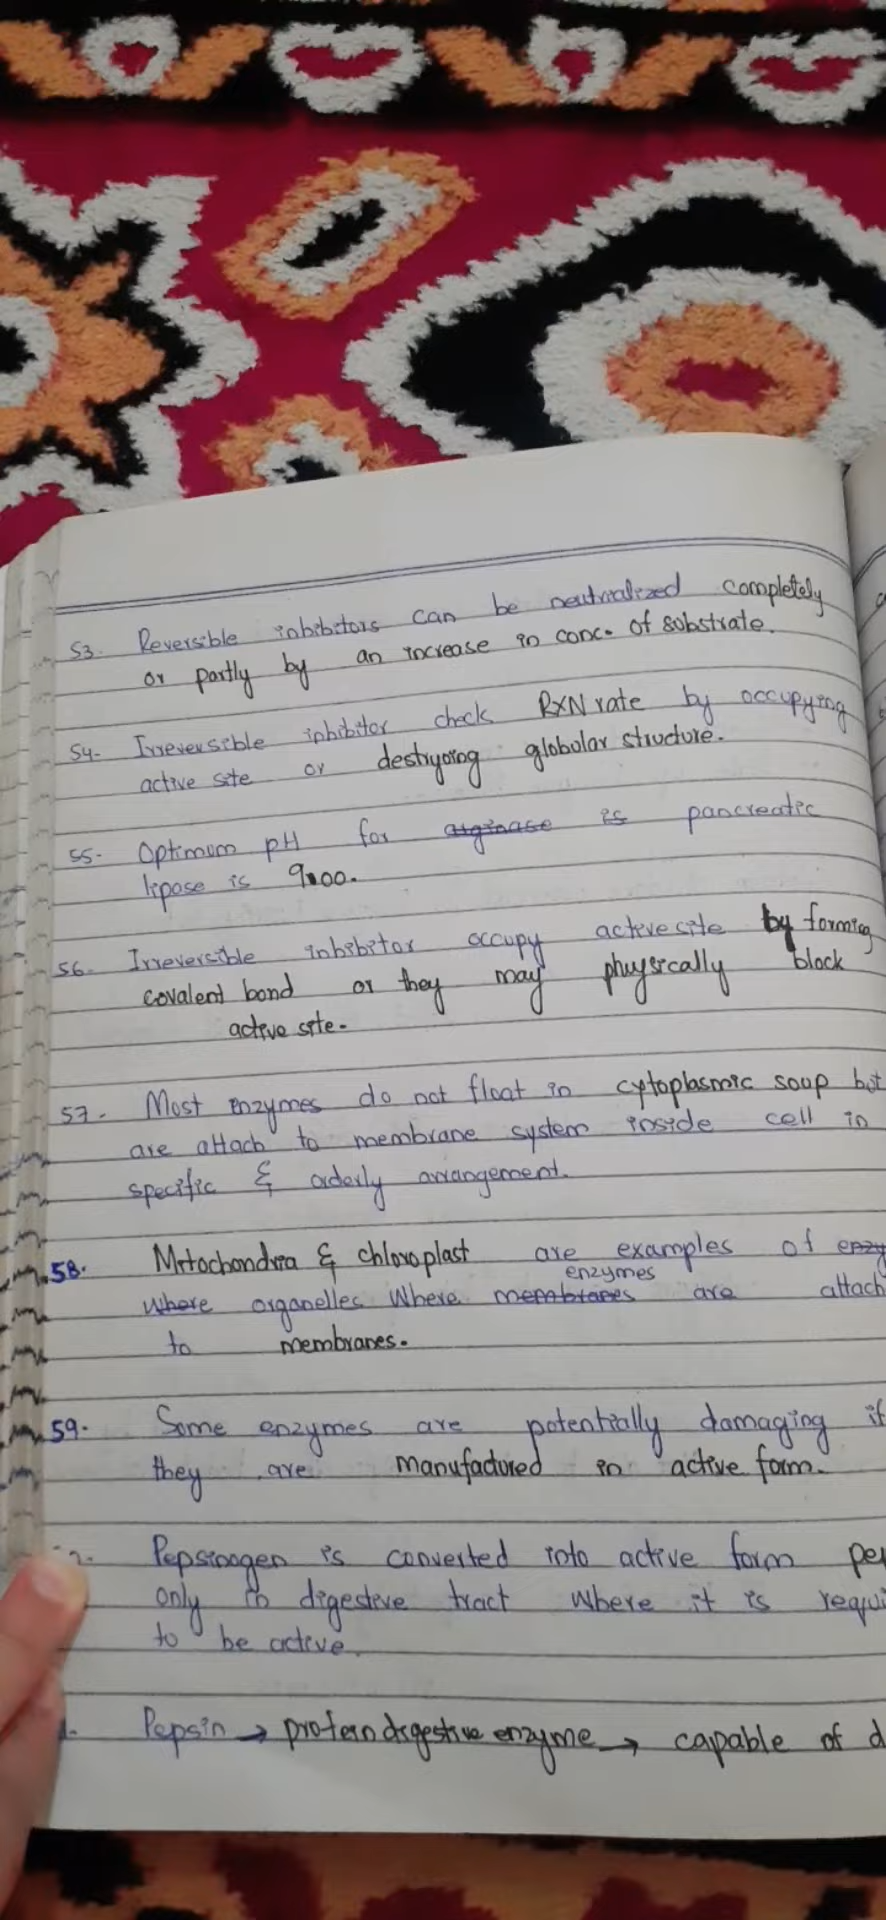 53. Reversible inhibitors can be neutralized completely
or partly by an increase in conc. of substrate.
54- Irreversible inhibitor check RXN rate by occupying
active site or destryoing globular structure.
55- Optimum pH for arginase is pancreatic
lipase is 9.00.
56. Irreversible inhibitor occupy active site by forming
covalent bond or they may physically block
active site.
57- Most enzymes do not float in cytoplasmic soup but
are attach to membrane system inside cell in
specific & orderly arrangement.
58. Mitochondria & chloroplast are examples of enzy
enzymes
where organelles Where membranes are attach
to membranes.
59- Some enzymes are potentially damaging if
they are manufactured in active form.
Pepsinogen is converted into active form pe
only in digestive tract where it is requi
to be active.
Pepsin → protein digestive enzyme → capable of d